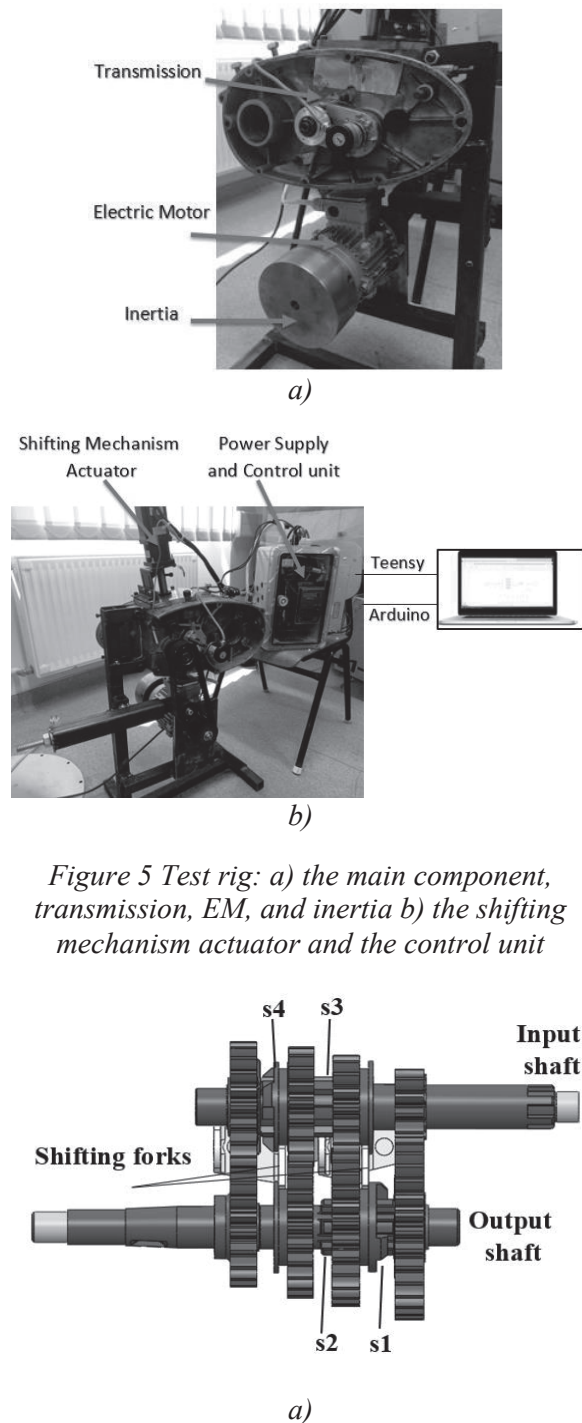 Transmission
Electric Motor
Inertia
a)
Shifting Mechanism
Actuator
Power Supply
and Control unit
Teensy
Arduino
b)
Figure 5 Test rig: a) the main component,
transmission, EM, and inertia b) the shifting
mechanism actuator and the control unit
s4
s3
Input
shaft
Shifting forks
Output
shaft
s2
s1
a)